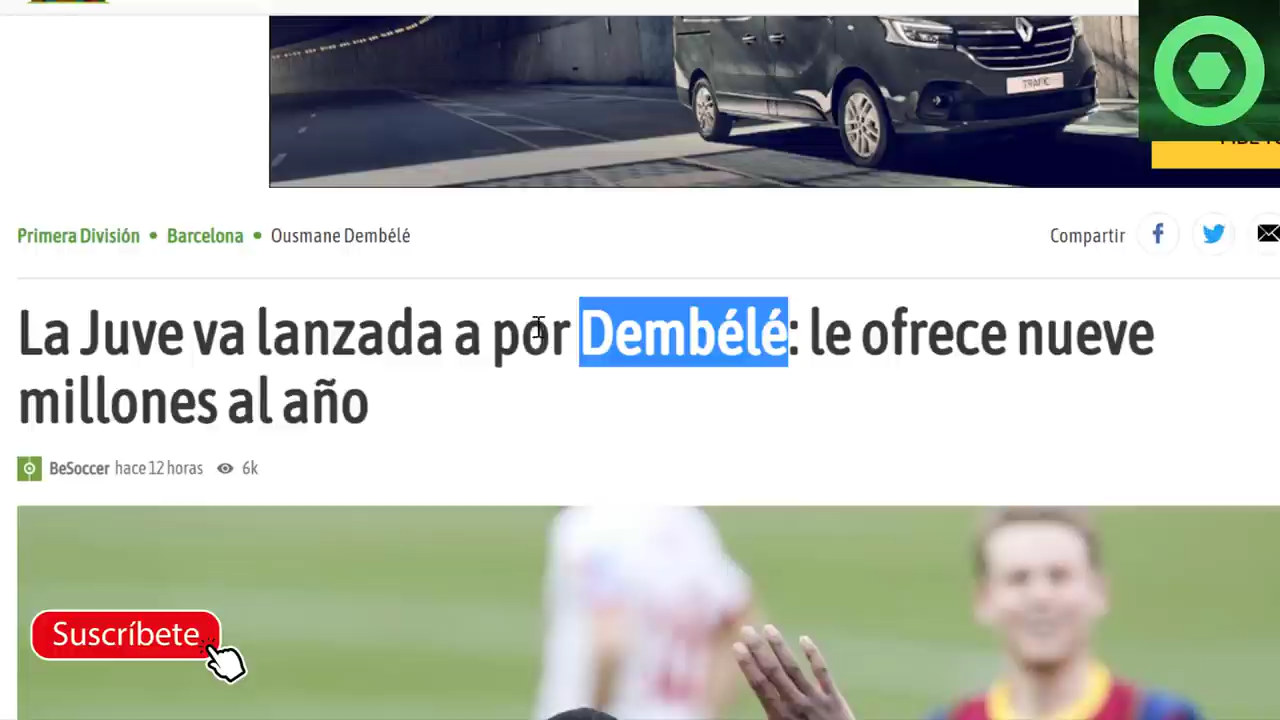 TRAFIC
Primera División • Barcelona • Ousmane Dembélé
Compartir
La Juve va lanzada a por Dembélé: le ofrece nueve
millones al año
BeSoccer hace 12 horas 6k
Suscríbete